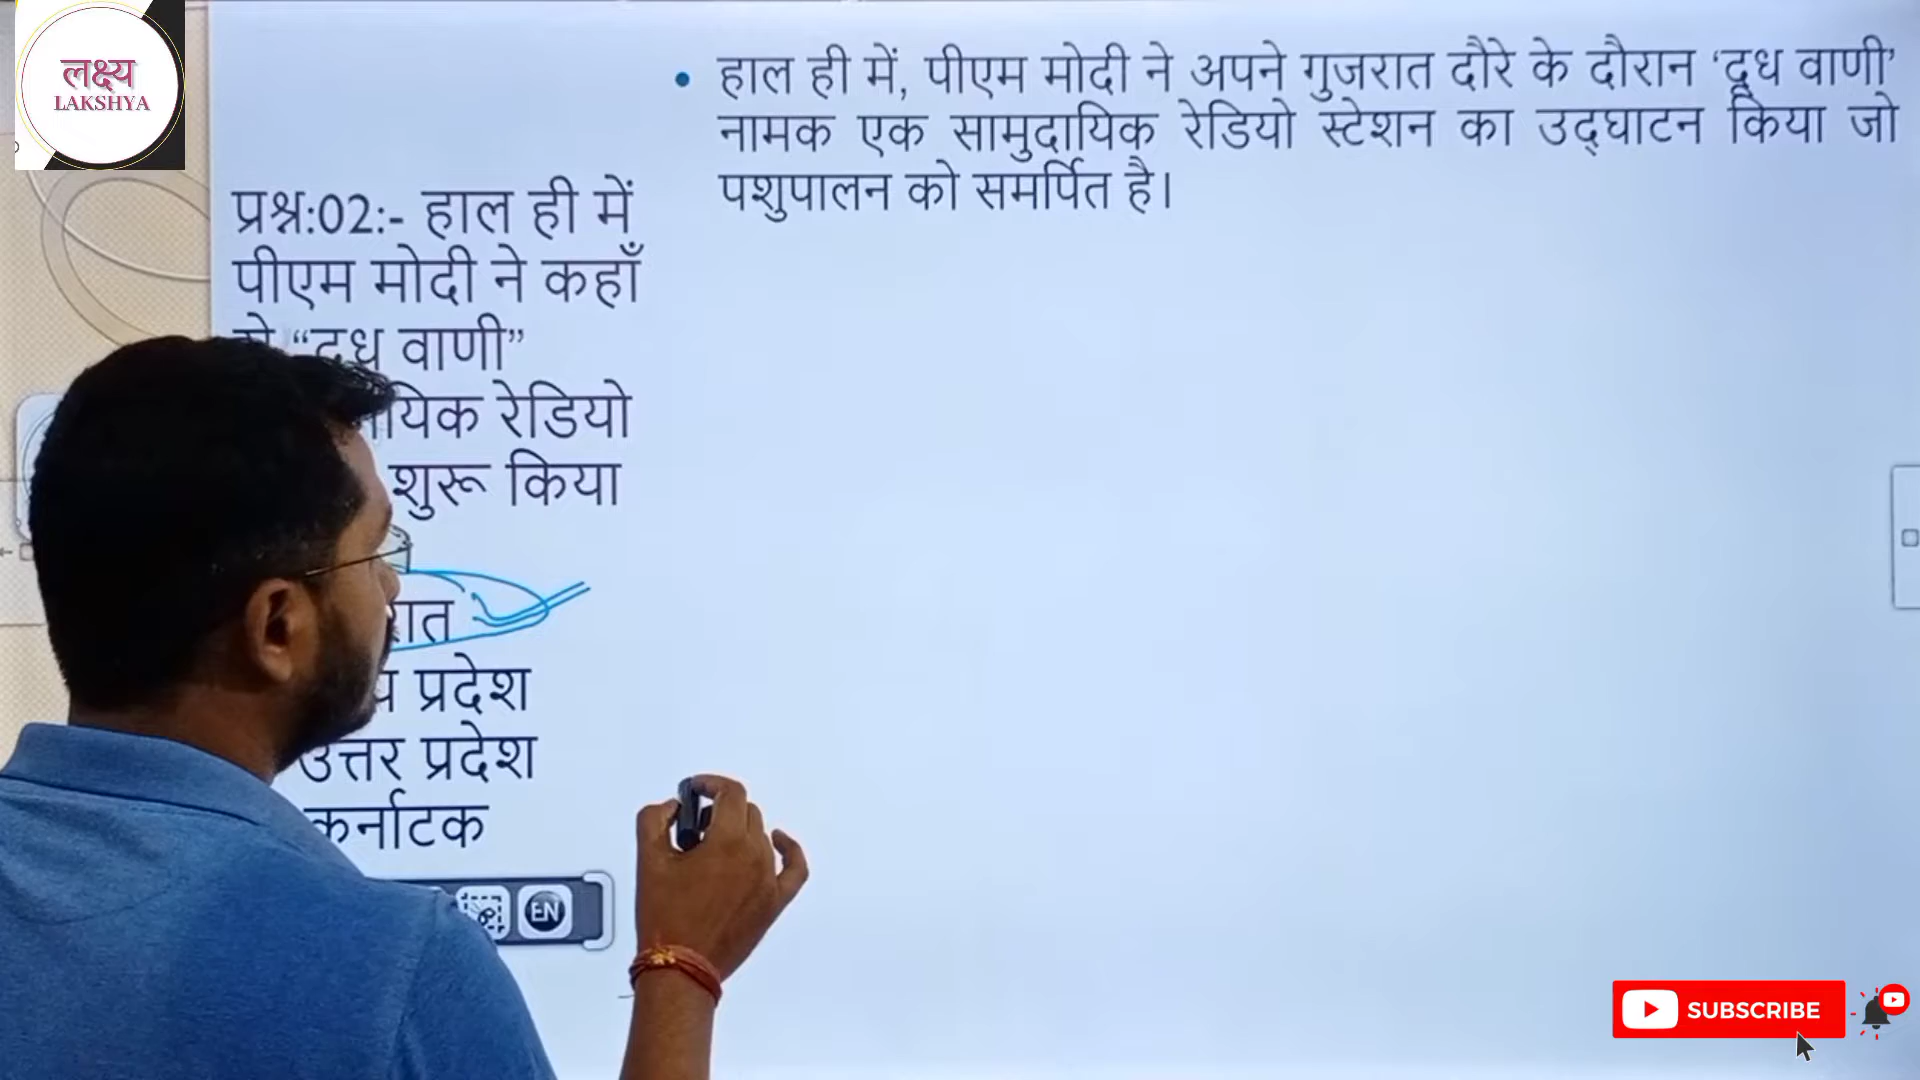 लक्ष्य
LAKSHYA
• हाल ही में, पीएम मोदी ने अपने गुजरात दौरे के दौरान ‘दूध वाणी’
नामक एक सामुदायिक रेडियो स्टेशन का उद्घाटन किया जो
पशुपालन को समर्पित है।
प्रश्न:02:- हाल ही में
पीएम मोदी ने कहाँ
“दूध वाणी”
रेडियो
शुरू किया
प्रदेश
उत्तर प्रदेश
कर्नाटक
EN
SUBSCRIBE